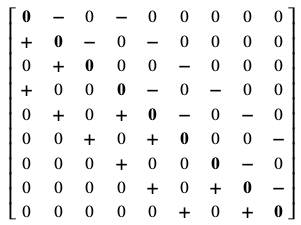 0 − 0 − 0 0 0 0 0
+ 0 − 0 − 0 0 0 0
0 + 0 0 0 − 0 0 0
+ 0 0 0 − 0 − 0 0
0 + 0 + 0 − 0 − 0
0 0 + 0 + 0 0 0 −
0 0 0 + 0 0 0 − 0
0 0 0 0 + 0 + 0 −
0 0 0 0 0 + 0 + 0